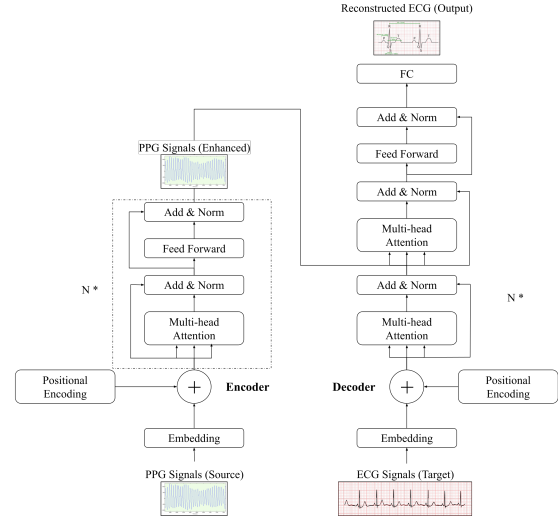 Reconstructed ECG (Output)
FC
Add & Norm
Feed Forward
Add & Norm
Multi-head
Attention
Add & Norm
Multi-head
Attention
N *
Decoder
+
Positional
Encoding
Embedding
ECG Signals (Target)
PPG Signals (Enhanced)
Add & Norm
Feed Forward
Add & Norm
Multi-head
Attention
N *
Positional
Encoding
+
Encoder
Embedding
PPG Signals (Source)